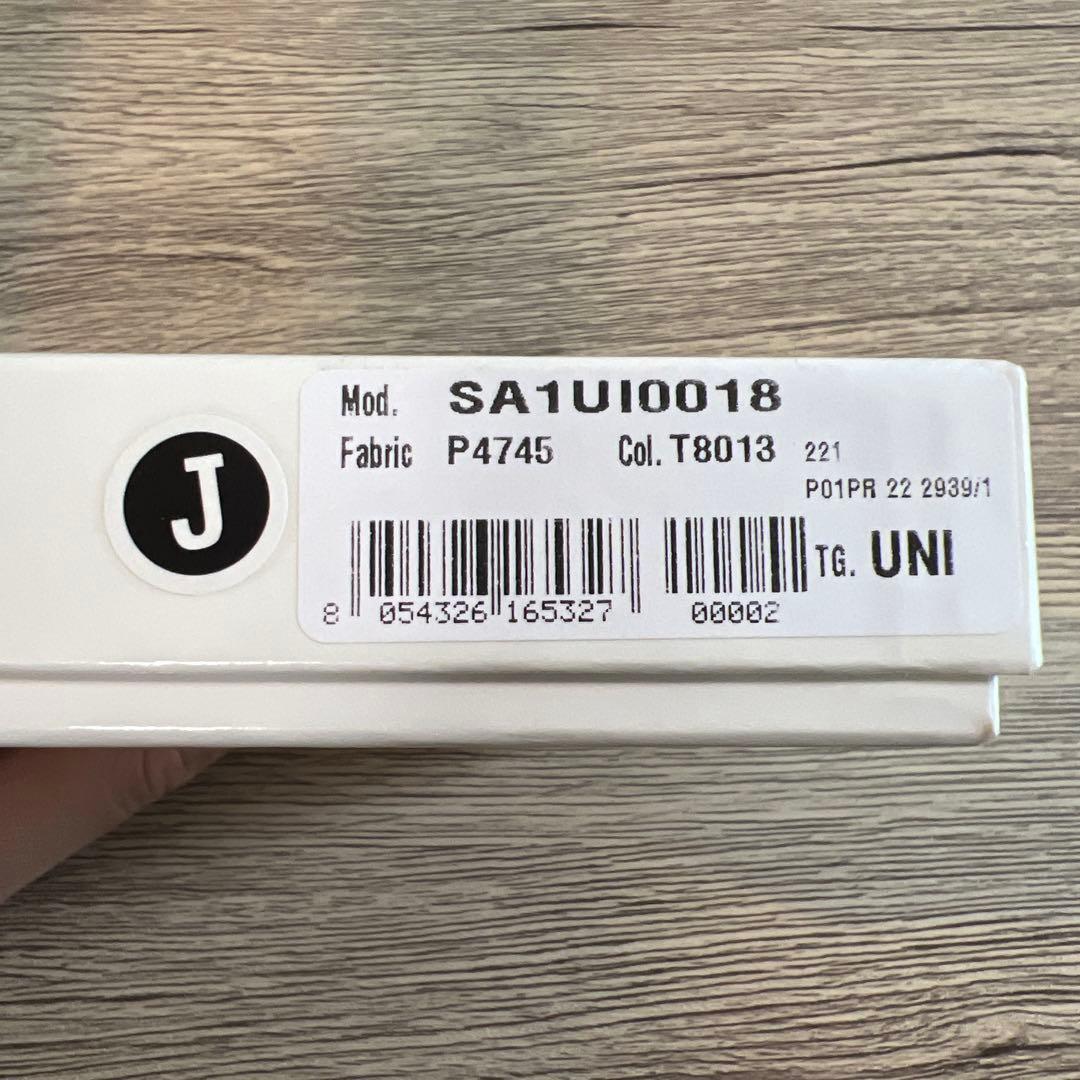 J
Mod. SA1UI0018
Fabric P4745 Col. T8013 221
P01PR 22 2939/1
TG. UNI
8 054326 165327 00002